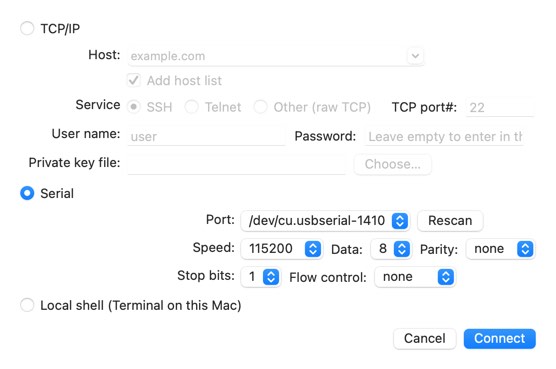 TCP/IP
Host: example.com
Add host list
Service SSH Telnet Other (raw TCP) TCP port#: 22
User name: user Password: Leave empty to enter in th
Private key file: Choose...
Serial
Port: /dev/cu.usbserial-1410 Rescan
Speed: 115200 Data: 8 Parity: none
Stop bits: 1 Flow control: none
Local shell (Terminal on this Mac)
Cancel Connect